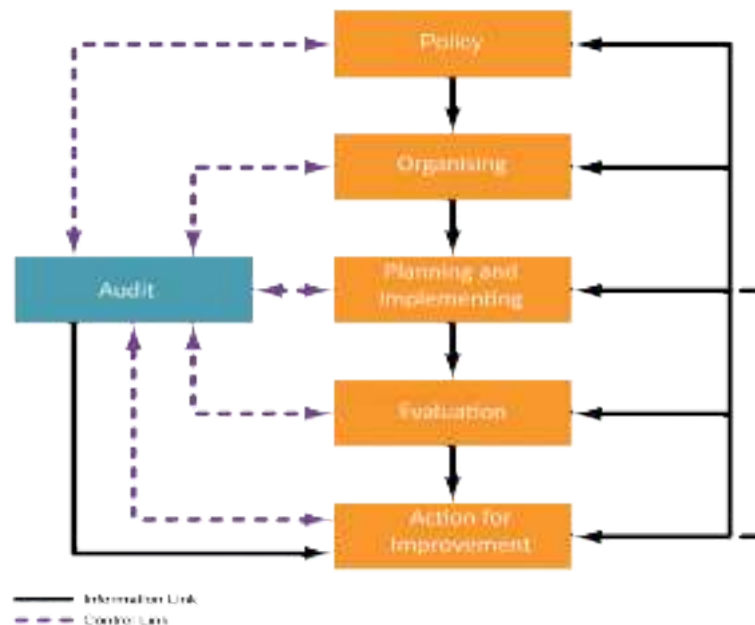 Policy
Organising
Audit
Planning and
Implementing
Evaluation
Action for
Improvement
Information Link
Control Link